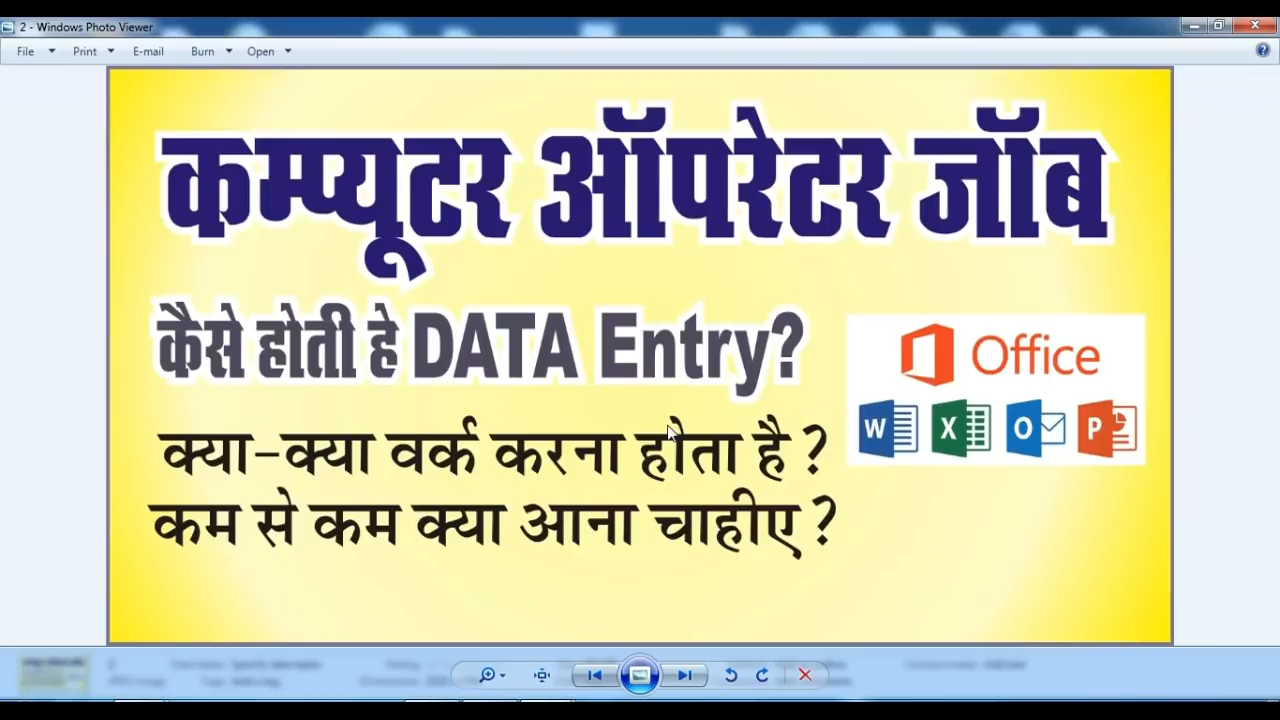 2 - Windows Photo Viewer
File Print E-mail Burn Open
कम्प्यूटर ऑपरेटर जॉब
कैसे होती हे DATA Entry?
Office
W X O P
क्या-क्या वर्क करना होता है ?
कम से कम क्या आना चाहीए ?